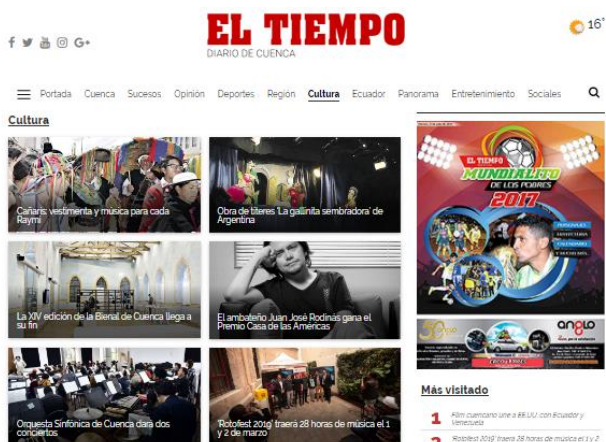 EL TIEMPO
DIARIO DE CUENCA
16°
Portada Cuenca Sucesos Opinión Deportes Región Cultura Ecuador Panorama Entretenimiento Sociales
Cultura
Cañaris: vestimenta y música para cada
Raymi
Obra de títeres 'La gallinita sembradora' de
Argentina
La XIV edición de la Bienal de Cuenca llega a
su fin
El ambateño Juan José Rodinás gana el
Premio Casa de las Américas
Orquesta Sinfónica de Cuenca dará dos
conciertos
'Rotofest 2019' traerá 28 horas de música el 1
y 2 de marzo
EL TIEMPO
MUNDIALITO
DE LOS POBRES
2017
PERSONAJES
TRAYECTORIA
CALENDARIO
Y MUCHO MÁS...
anglo
Más visitado
1 Film cuencano une a EE.UU. con Ecuador y
Venezuela
2 'Rotofest 2019' traerá 28 horas de música el 1 y 2